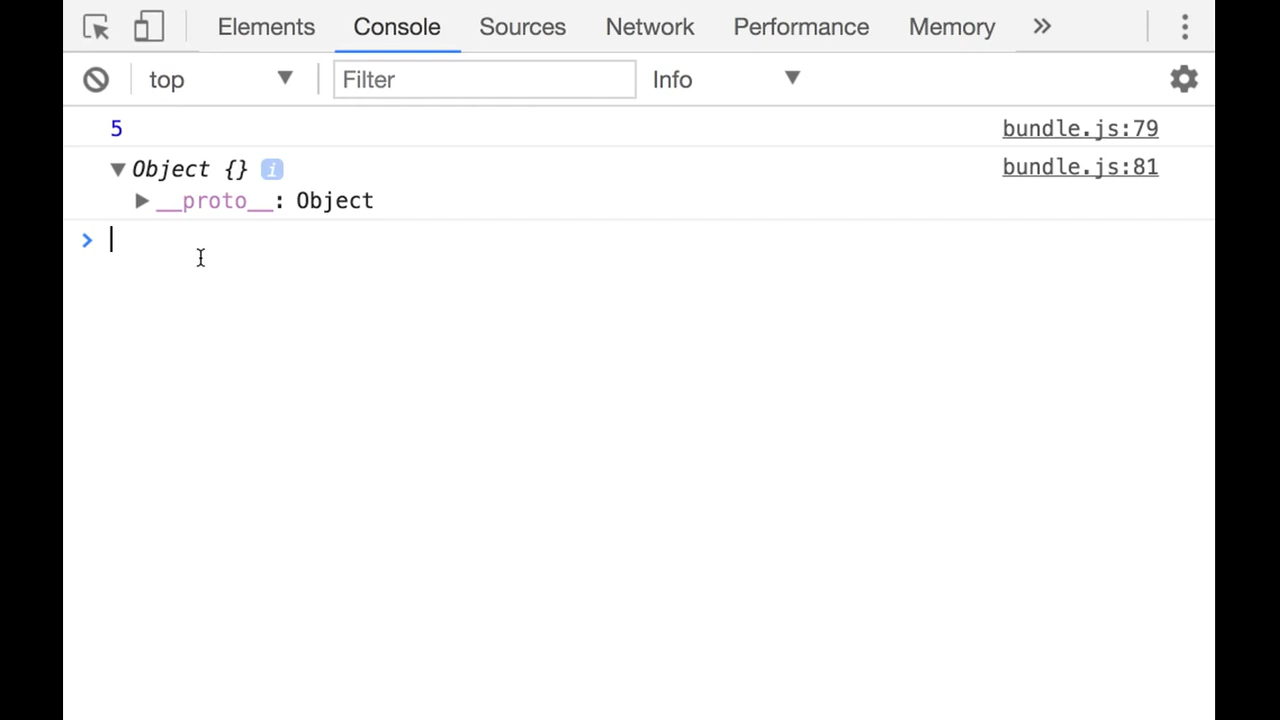 Elements Console Sources Network Performance Memory »
top Filter Info
5 bundle.js:79
Object {} i bundle.js:81
__proto__: Object
>